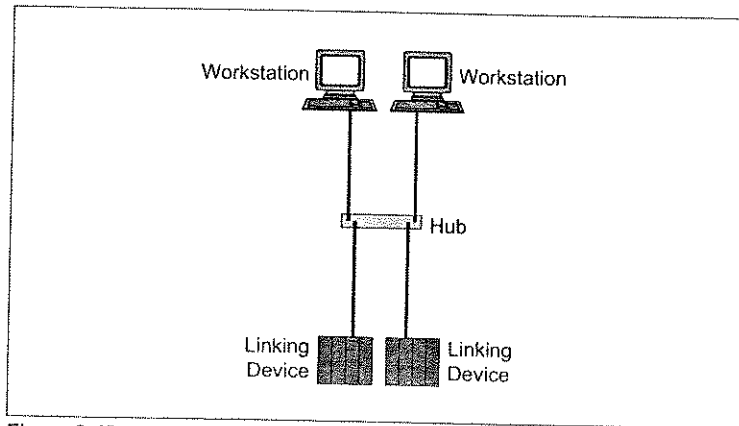 Workstation
Workstation
Hub
Linking
Device
Linking
Device